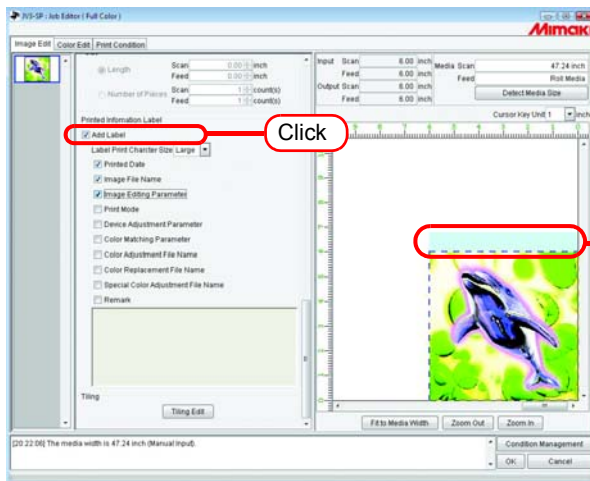 JV3-SP : Job Editor ( Full Color )
Mimaki
Image Edit Color Edit Print Condition
Length Scan 0.00 inch
Feed 0.00 inch
Number of Pieces Scan 1 count(s)
Feed 1 count(s)
Printed Infomation Label
Add Label
Click
Label Print Charcter Size Large
Printed Date
Image File Name
Image Editing Parameter
Print Mode
Device Adjustment Parameter
Color Matching Parameter
Color Adjustment File Name
Color Replacement File Name
Special Color Adjustment File Name
Remark
Tiling
Tiling Edit
Input Scan 6.00 inch
Feed 6.00 inch
Output Scan 6.00 inch
Feed 6.00 inch
Media Scan 47.24 inch
Feed Roll Media
Detect Media Size
Cursor Key Unit 1 inch
Fit to Media Width Zoom Out Zoom In
[20:22:06] The media width is 47.24 inch (Manual Input).
Condition Management
OK Cancel